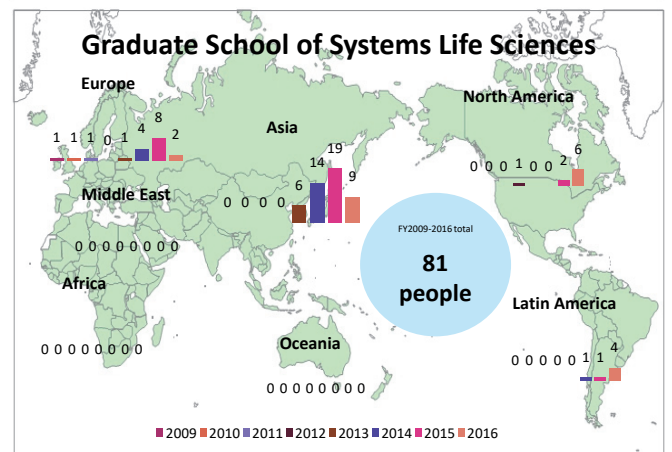 Graduate School of Systems Life Sciences
Europe
1 1 1 0 1 4 8 2
Asia
0 0 0 0 6 14 19 9
North America
0 0 0 1 0 0 2 6
Middle East
0 0 0 0 0 0 0 0
Africa
0 0 0 0 0 0 0 0
FY2009-2016 total
81
people
Latin America
0 0 0 0 0 1 1 4
Oceania
0 0 0 0 0 0 0 0
2009 2010 2011 2012 2013 2014 2015 2016